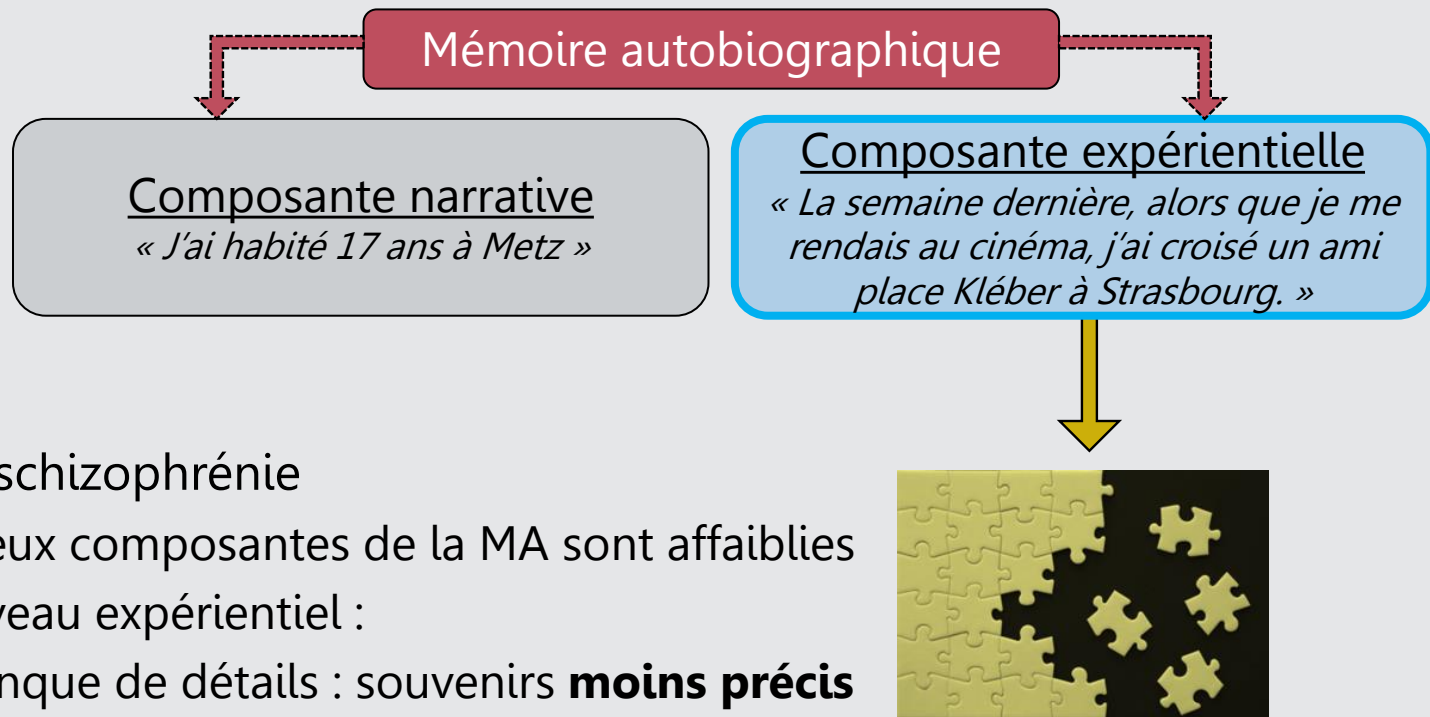 Mémoire autobiographique
Composante narrative
« J'ai habité 17 ans à Metz »
Composante expérientielle
« La semaine dernière, alors que je me
rendais au cinéma, j'ai croisé un ami
place Kléber à Strasbourg. »
schizophrénie
eux composantes de la MA sont affaiblies
veau expérientiel :
nque de détails : souvenirs moins précis